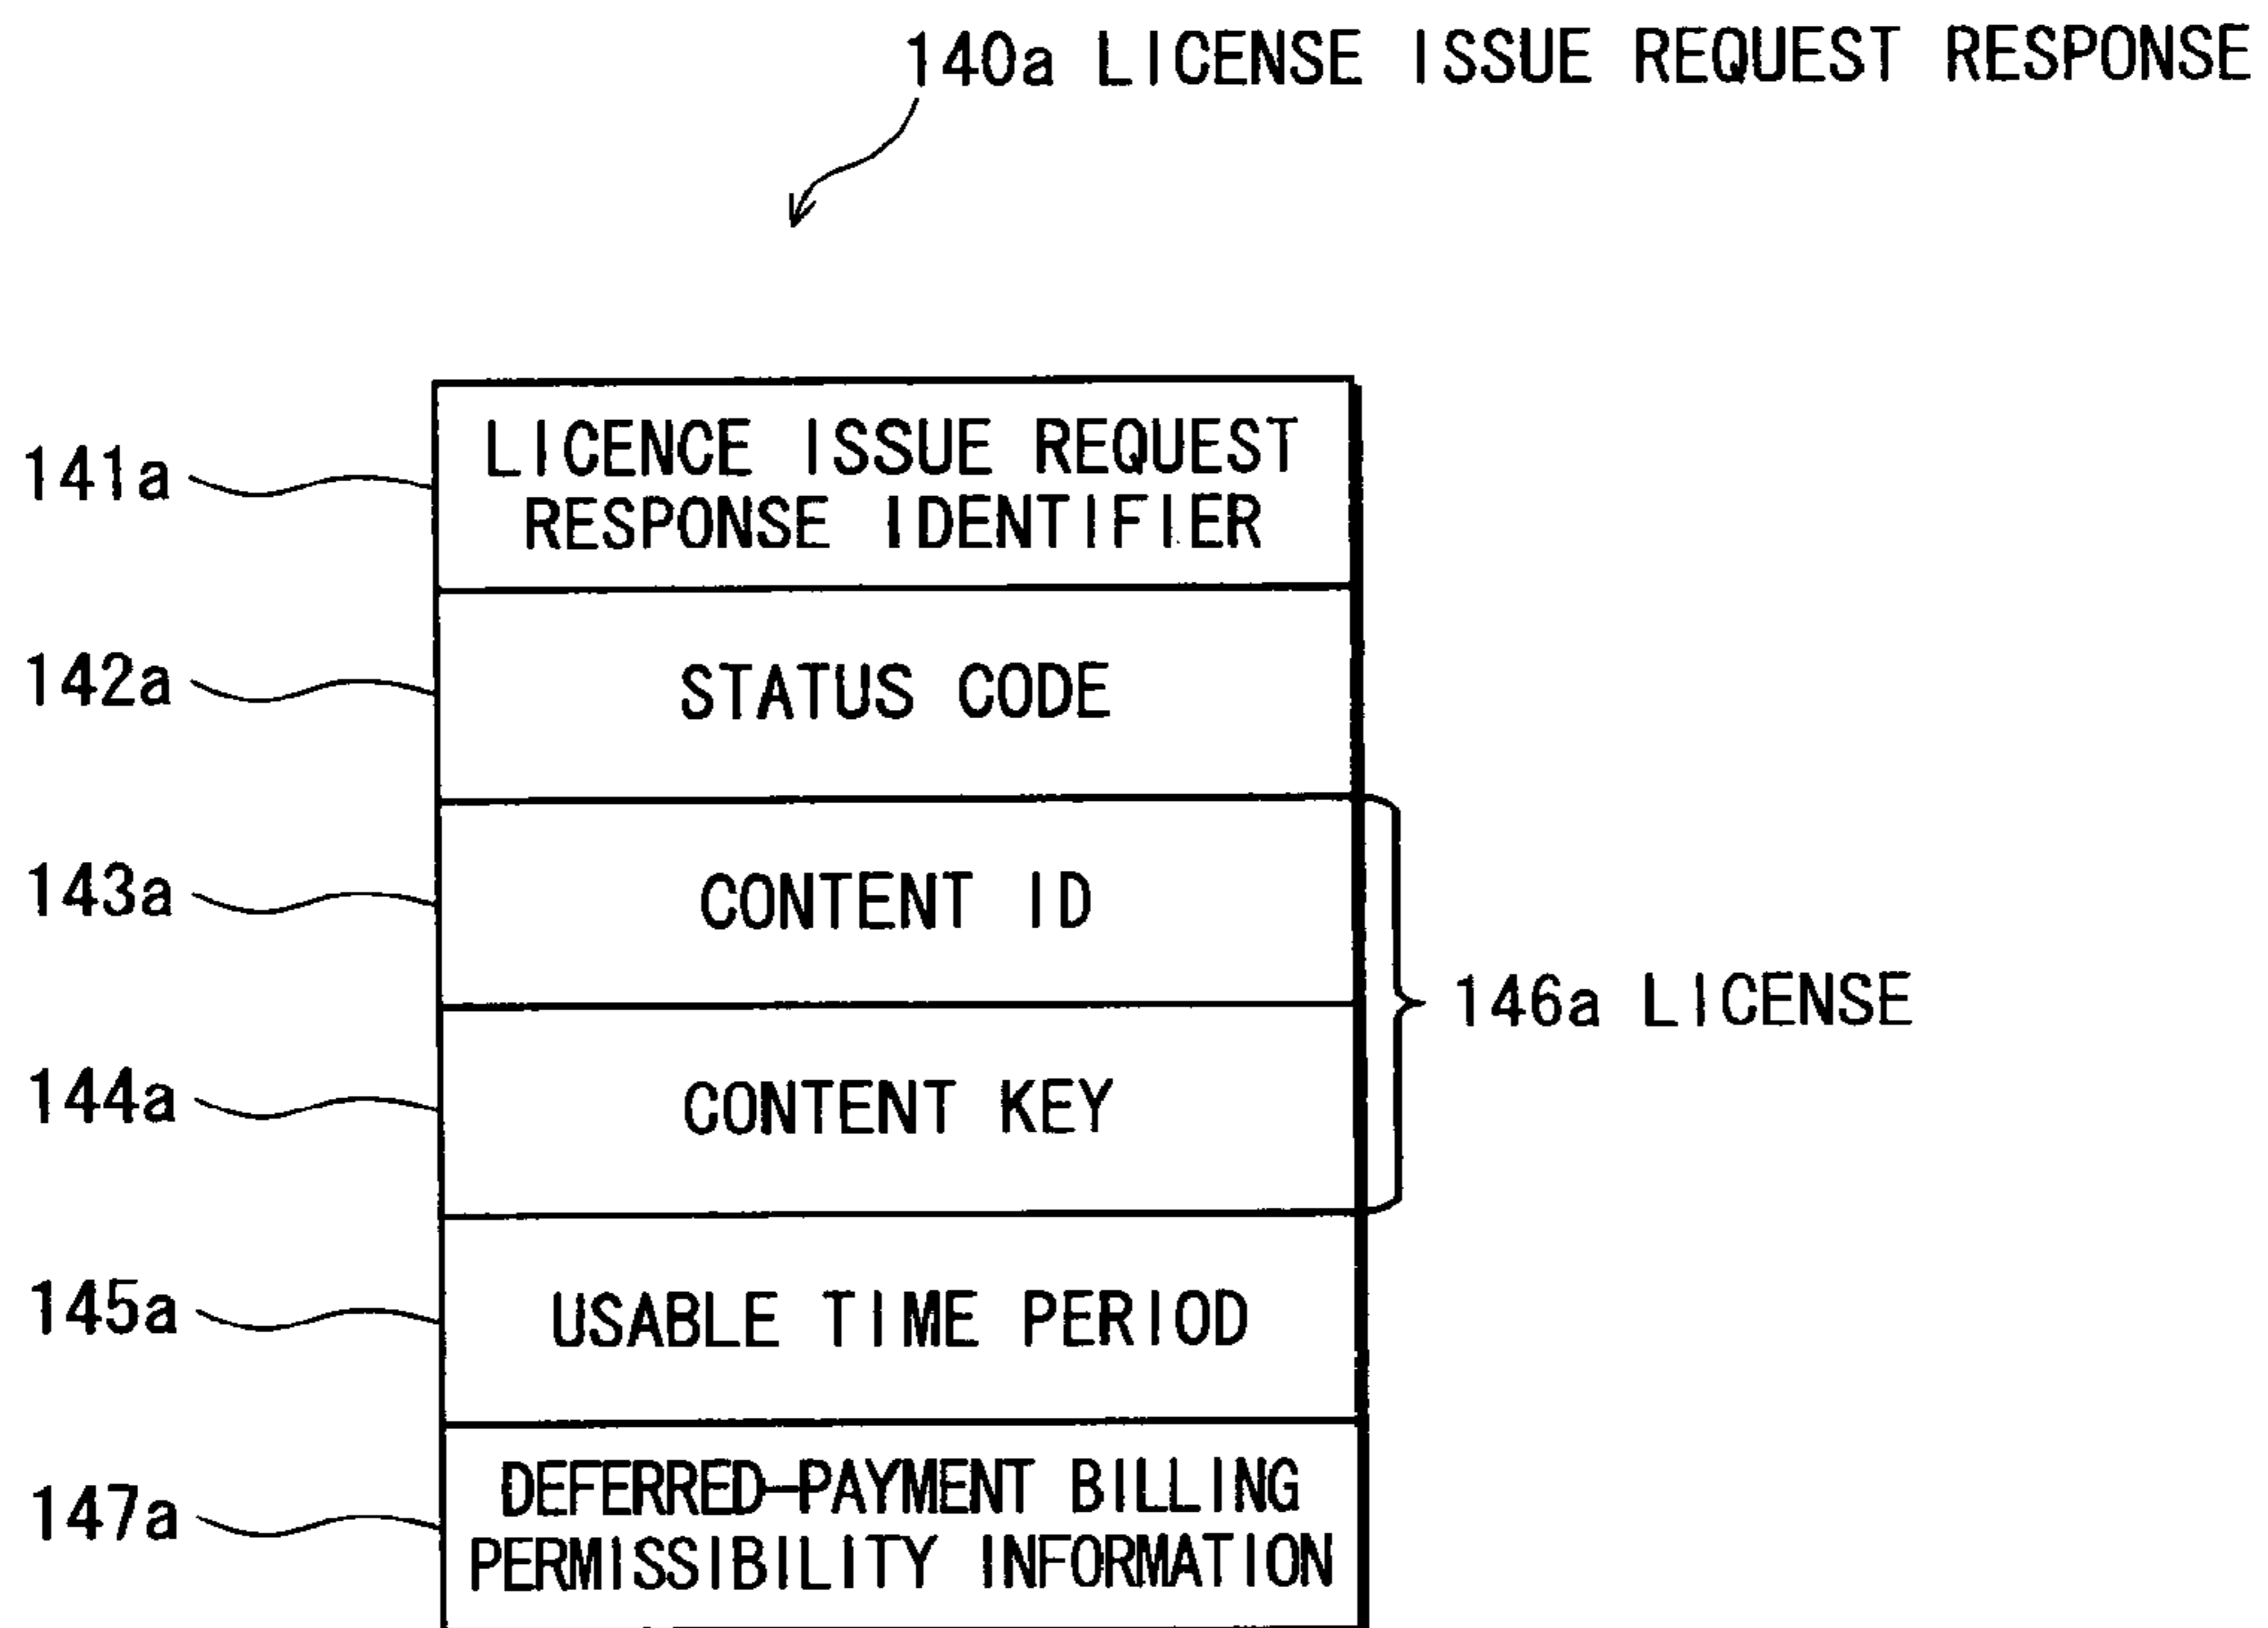 140a LICENSE ISSUE REQUEST RESPONSE
141a
LICENCE ISSUE REQUEST
RESPONSE IDENTIFIER
142a
STATUS CODE
143a
CONTENT ID
144a
CONTENT KEY
146a LICENSE
145a
USABLE TIME PERIOD
147a
DEFERRED-PAYMENT BILLING
PERMISSIBILITY INFORMATION